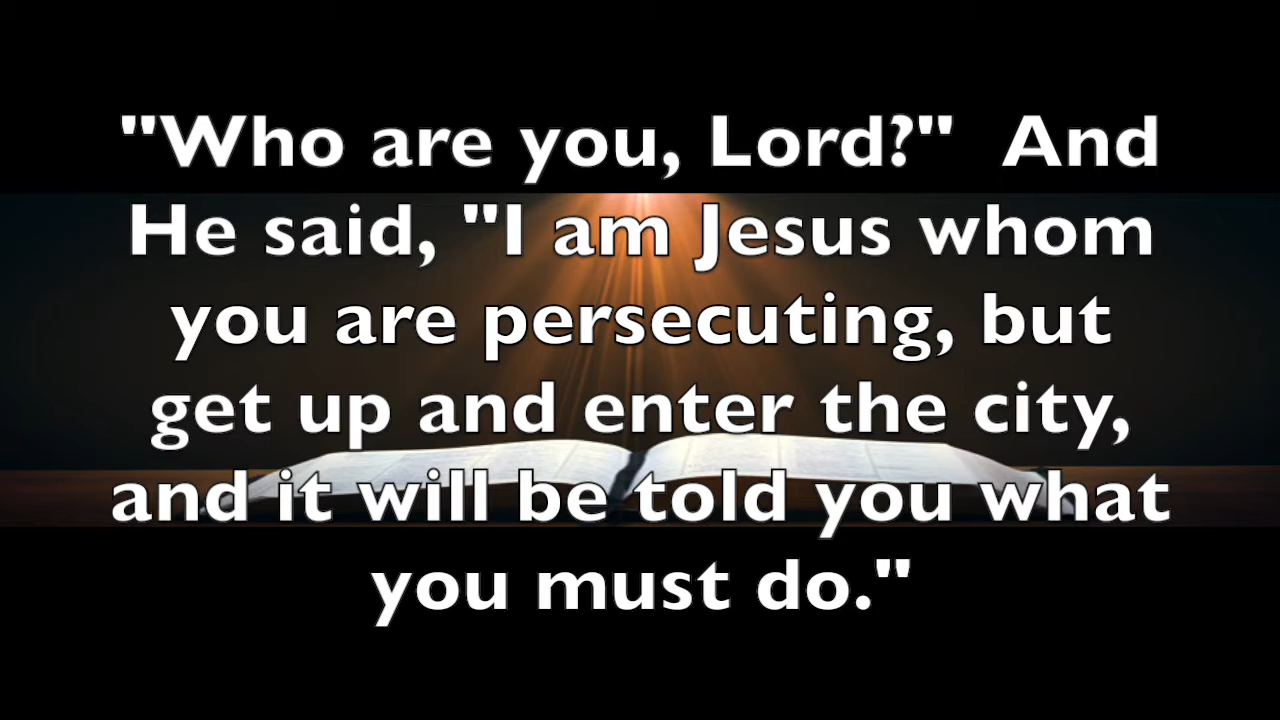 "Who are you, Lord?"  And
He said, "I am Jesus whom
you are persecuting, but
get up and enter the city,
and it will be told you what
you must do."